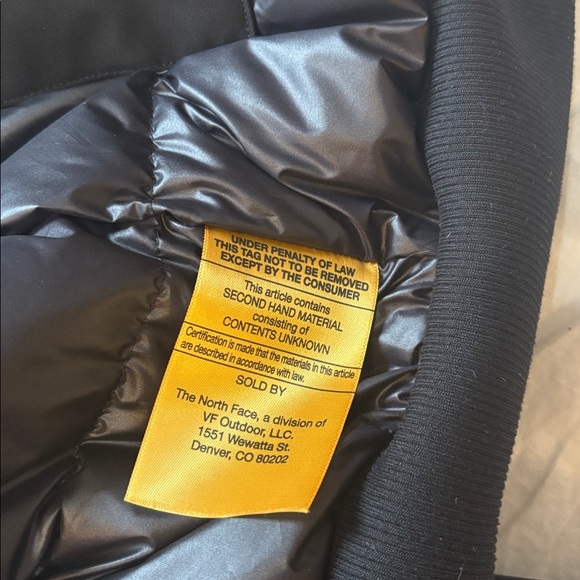 UNDER PENALTY OF LAW
THIS TAG NOT TO BE REMOVED
EXCEPT BY THE CONSUMER
This article contains
SECOND HAND MATERIAL
consisting of
CONTENTS UNKNOWN
Certification is made that the materials in this article
are described in accordance with law.
SOLD BY
The North Face, a division of
VF Outdoor, LLC.
1551 Wewatta St.
Denver, CO 80202